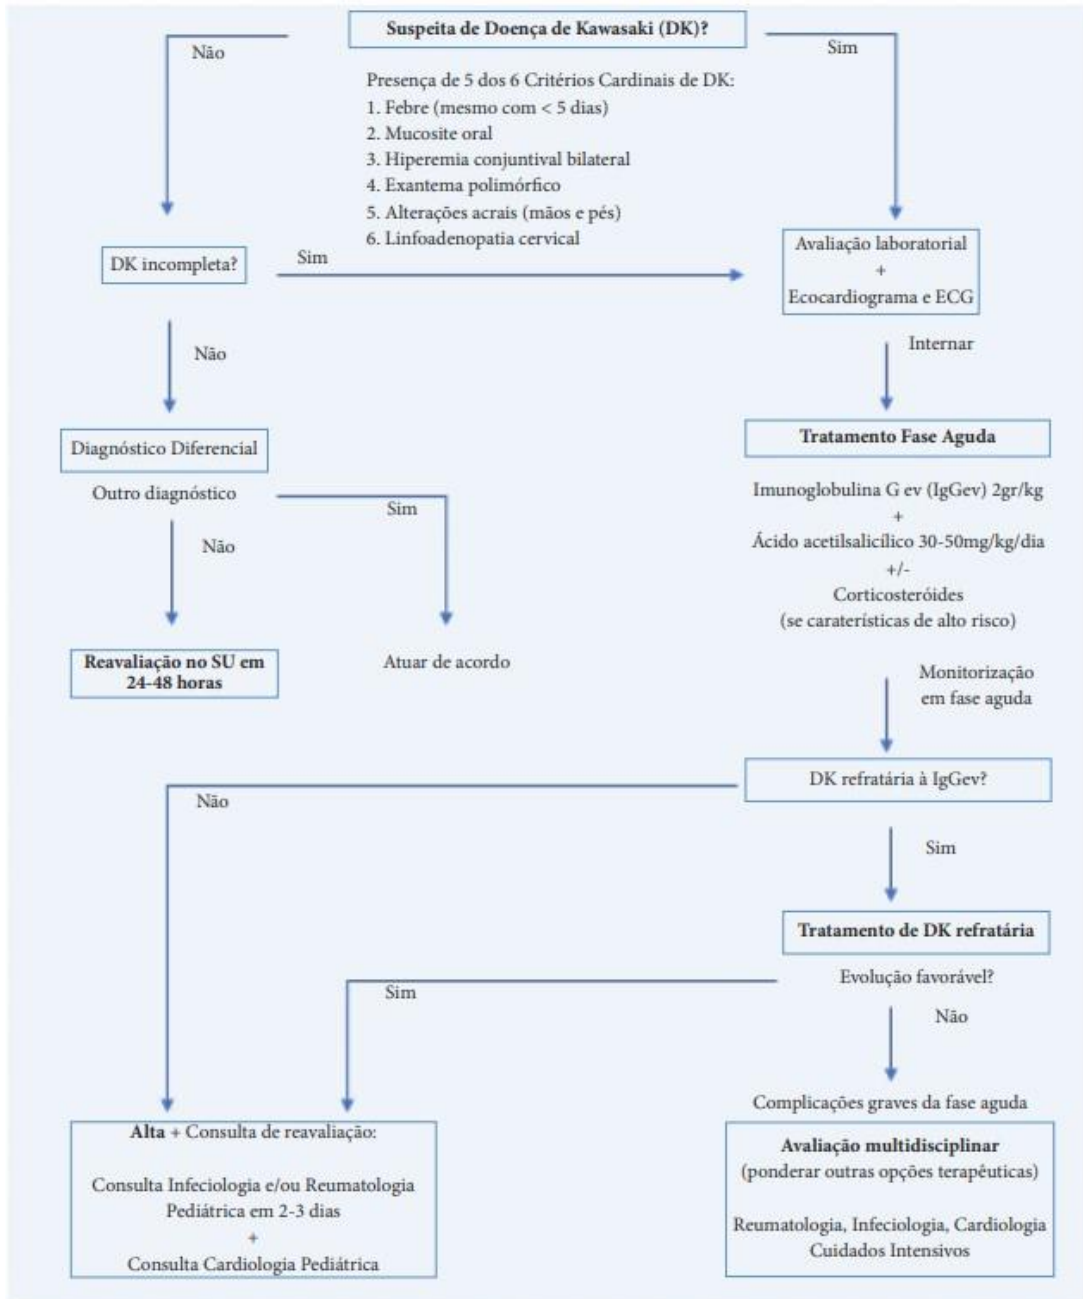 Suspeita de Doença de Kawasaki (DK)?
Não
Sim
Presença de 5 dos 6 Critérios Cardinais de DK:
1. Febre (mesmo com < 5 dias)
2. Mucosite oral
3. Hiperemia conjuntival bilateral
4. Exantema polimórfico
5. Alterações acrais (mãos e pés)
6. Linfoadenopatia cervical
DK incompleta?
Sim
Avaliação laboratorial
+
Ecocardiograma e ECG
Não
Internar
Diagnóstico Diferencial
Outro diagnóstico
Sim
Não
Reavaliação no SU em
24-48 horas
Atuar de acordo
Tratamento Fase Aguda
Imunoglobulina G ev (IgGev) 2gr/kg
+
Ácido acetilsalicílico 30-50mg/kg/dia
+/-
Corticosteróides
(se caraterísticas de alto risco)
Monitorização
em fase aguda
DK refratária à IgGev?
Não
Sim
Tratamento de DK refratária
Evolução favorável?
Sim
Não
Alta + Consulta de reavaliação:
Consulta Infeciologia e/ou Reumatologia
Pediátrica em 2-3 dias
+
Consulta Cardiologia Pediátrica
Complicações graves da fase aguda
Avaliação multidisciplinar
(ponderar outras opções terapêuticas)
Reumatologia, Infeciologia, Cardiologia
Cuidados Intensivos